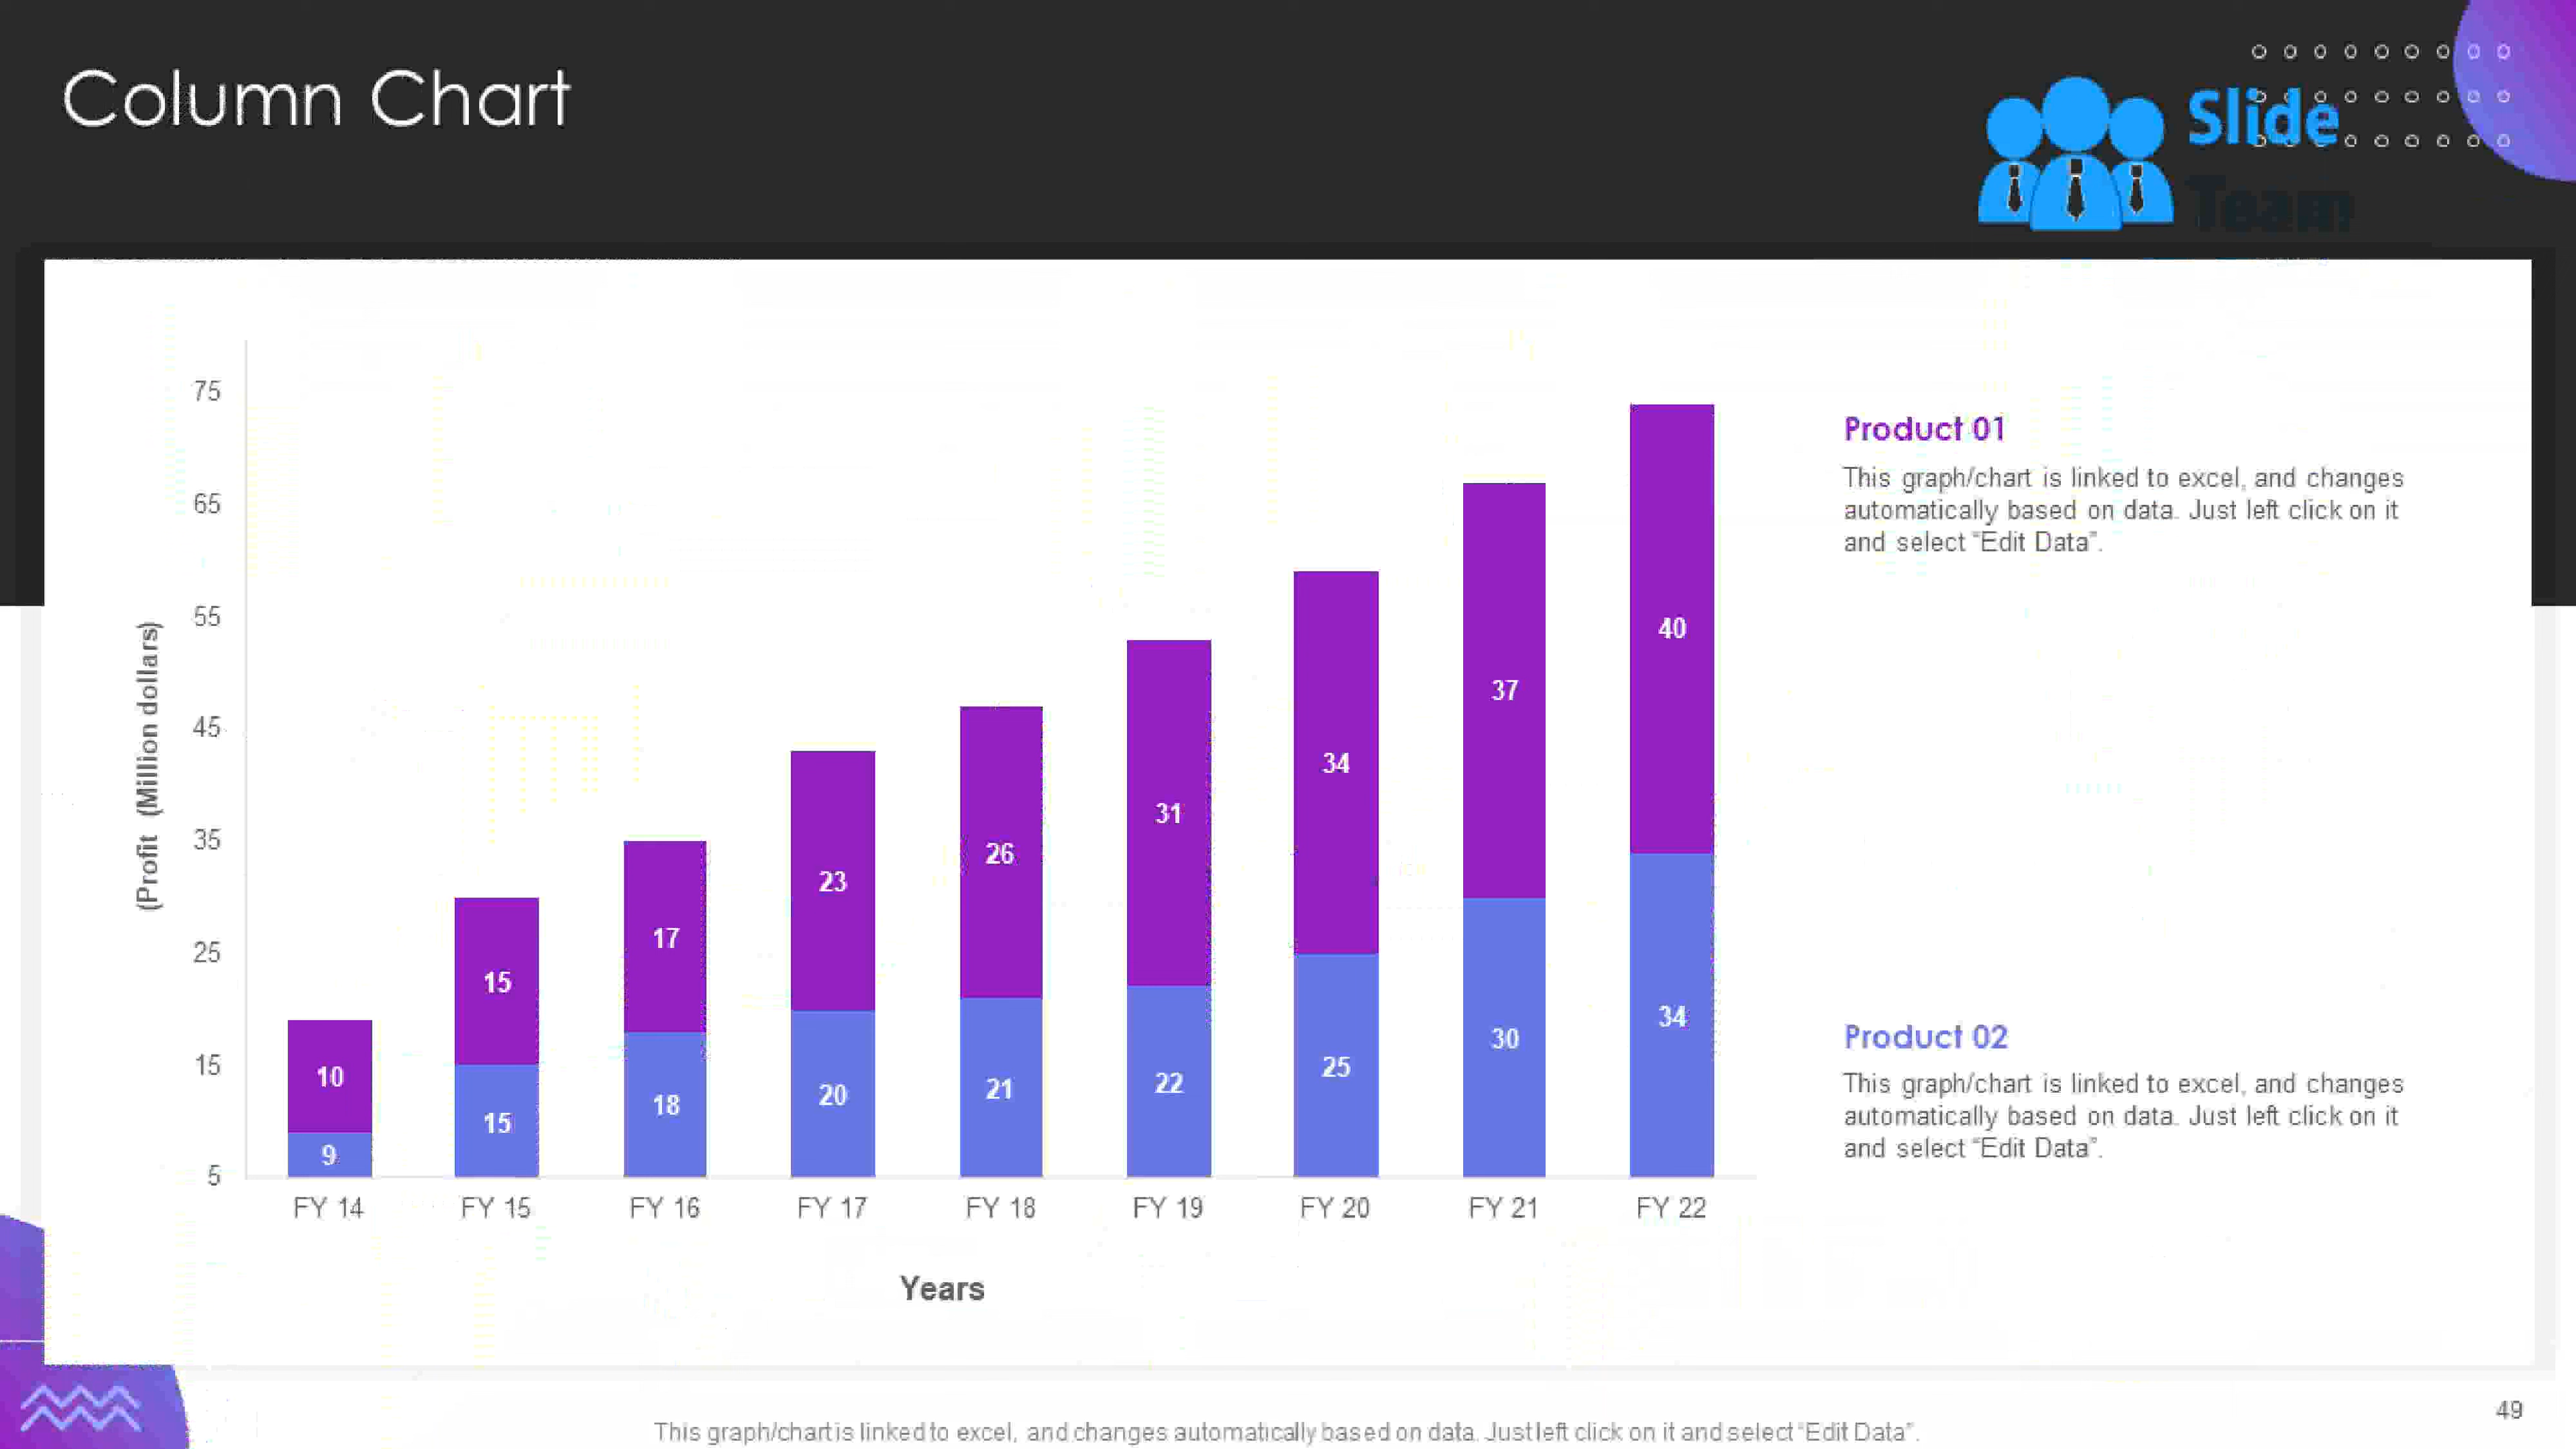 Column Chart
Slide
Team
75
65
55
45
35
25
15
5
(Profit (Million dollars)
10
9
15
15
17
18
23
20
26
21
31
22
34
25
37
30
40
34
FY 14 FY 15 FY 16 FY 17 FY 18 FY 19 FY 20 FY 21 FY 22
Years
Product 01
This graph/chart is linked to excel, and changes
automatically based on data. Just left click on it
and select “Edit Data”.
Product 02
This graph/chart is linked to excel, and changes
automatically based on data. Just left click on it
and select “Edit Data”.
This graph/chart is linked to excel, and changes automatically based on data. Just left click on it and select “Edit Data”.
49